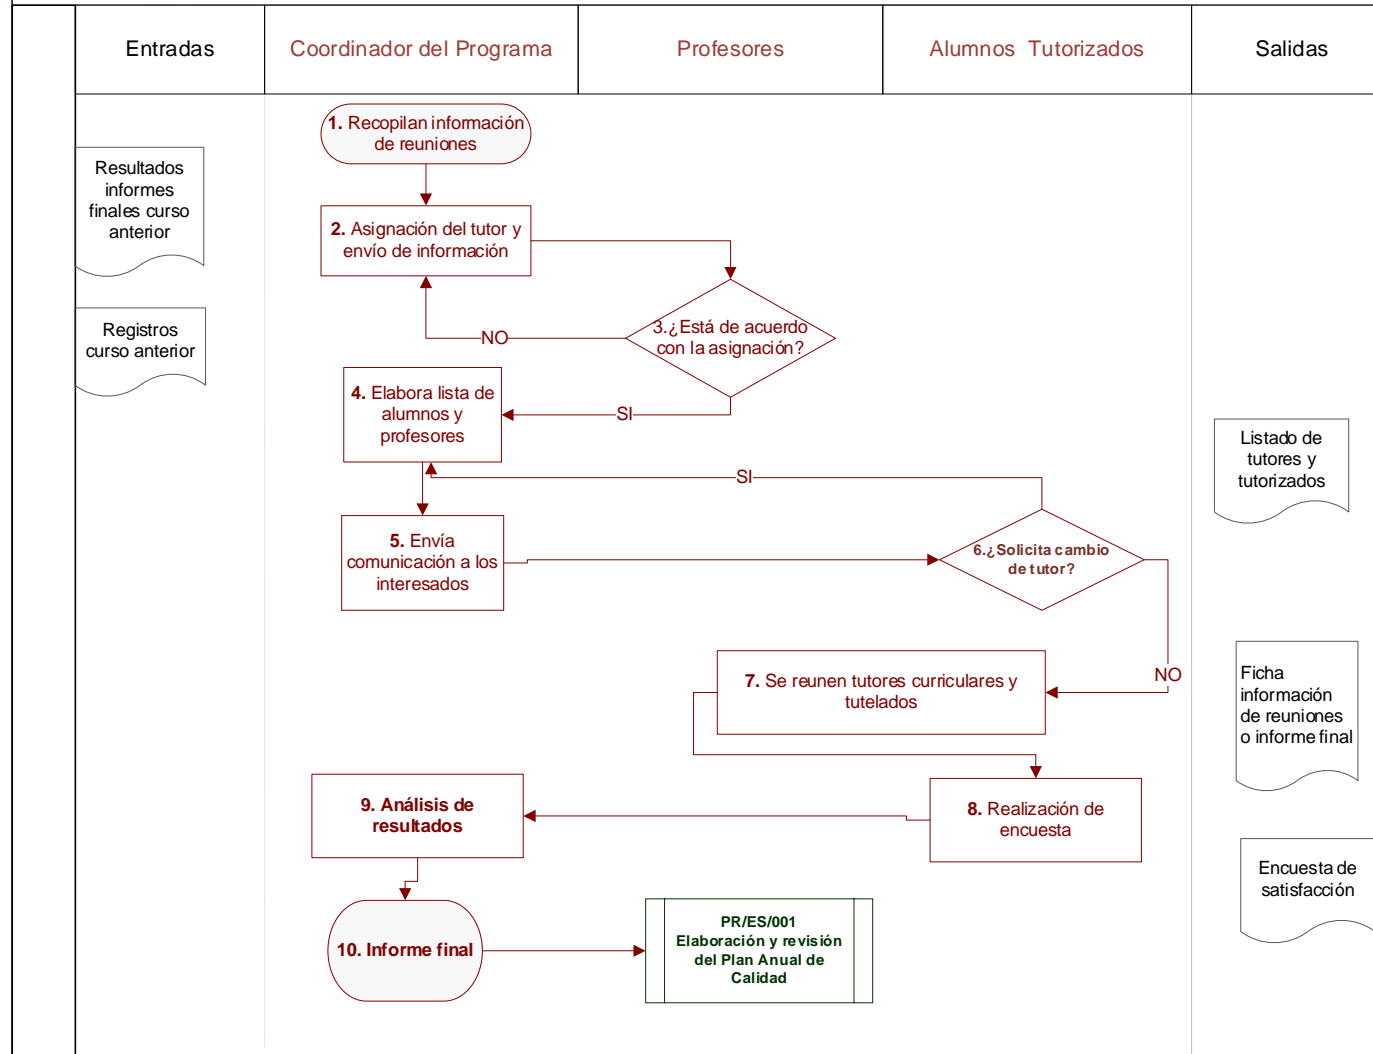 Entradas
Coordinador del Programa
Profesores
Alumnos Tutorizados
Salidas
1. Recopilan información
de reuniones
Resultados
informes
finales curso
anterior
2. Asignación del tutor y
envío de información
3.¿Está de acuerdo
con la asignación?
NO
Registros
curso anterior
4. Elabora lista de
alumnos y
profesores
SI
Listado de
tutores y
tutorizados
SI
5. Envía
comunicación a los
interesados
6.¿Solicita cambio
de tutor?
NO
7. Se reunen tutores curriculares y
tutelados
Ficha
información
de reuniones
o informe final
9. Análisis de
resultados
8. Realización de
encuesta
Encuesta de
satisfacción
10. Informe final
PR/ES/001
Elaboración y revisión
del Plan Anual de
Calidad